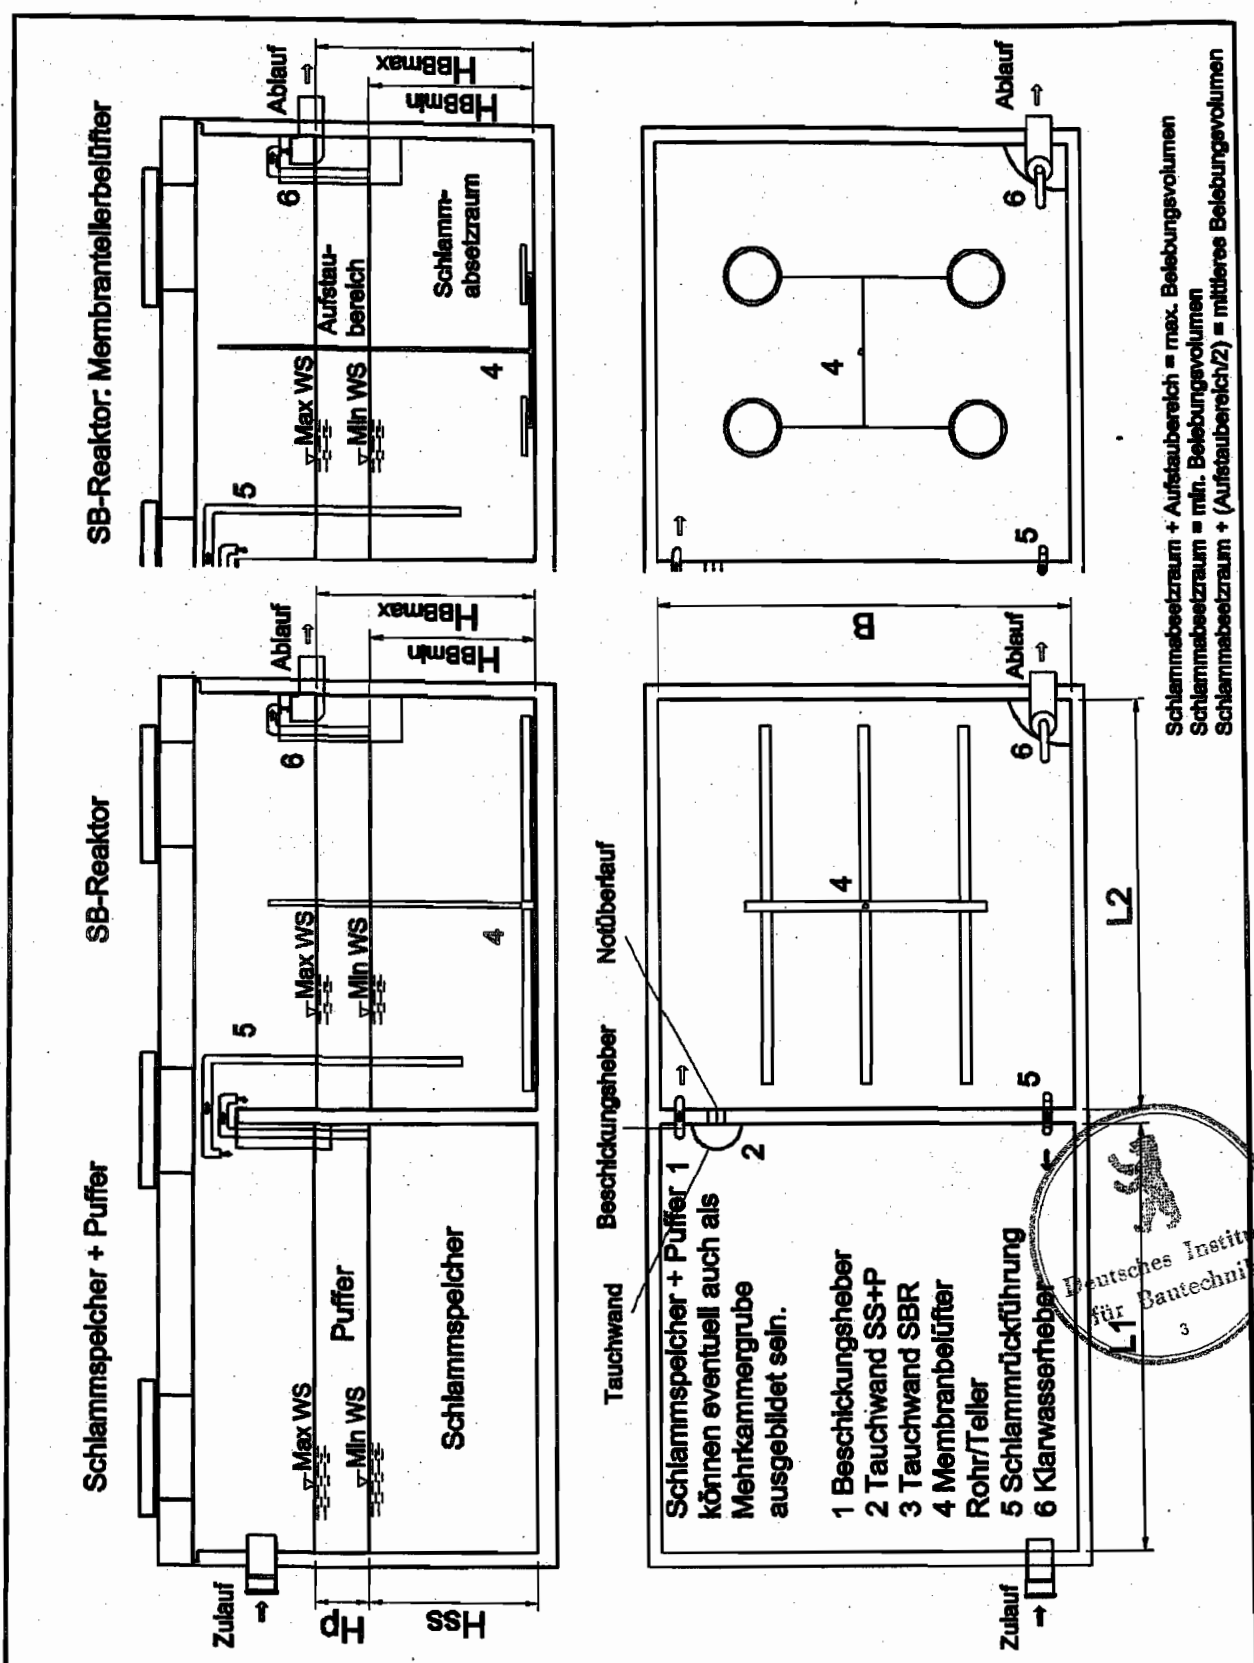 Schlammspeicher + Puffer
SB-Reaktor
SB-Reaktor: Membrantellerbelüfter
Zulauf
Max WS
Min WS
Puffer
Schlammspeicher
HP
HSS
5
Max WS
Min WS
4
6
Ablauf
HBBmin
HBBmax
5
Max WS
Min WS
Aufstau-
bereich
Schlamm-
absetzraum
4
6
Ablauf
HBBmin
HBBmax
Tauchwand
Beschickungsheber
Notüberlauf
Schlammspeicher + Puffer 1
können eventuell auch als
Mehrkammergrube
ausgebildet sein.
2
1 Beschickungsheber
2 Tauchwand SS+P
3 Tauchwand SBR
4 Membranbelüfter
Rohr/Teller
5 Schlammrückführung
6 Klarwasserheber
Zulauf
L1
5
4
6
Ablauf
L2
B
5
4
6
Ablauf
Schlammabsetzraum + Aufstaubereich = max. Belebungsvolumen
Schlammabsetzraum = min. Belebungsvolumen
Schlammabsetzraum + (Aufstaubereich/2) = mittleres Belebungsvolumen
Deutsches Institu
für Bautechnik
3